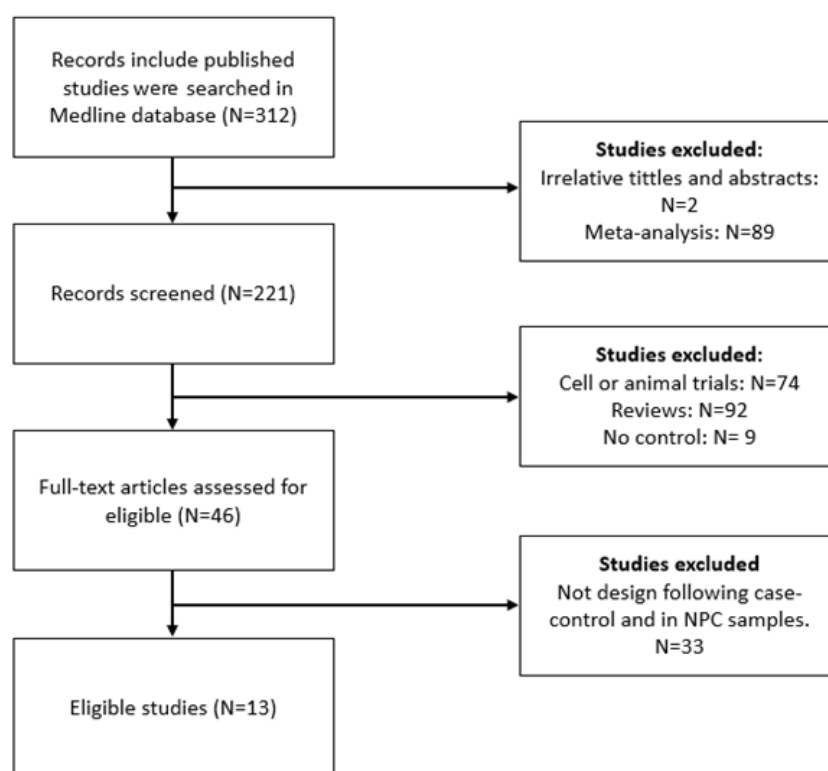 Records include published
studies were searched in
Medline database (N=312)
Studies excluded:
Irrelative tittles and abstracts:
N=2
Meta-analysis: N=89
Records screened (N=221)
Studies excluded:
Cell or animal trials: N=74
Reviews: N=92
No control: N= 9
Full-text articles assessed for
eligible (N=46)
Studies excluded
Not design following case-
control and in NPC samples.
N=33
Eligible studies (N=13)